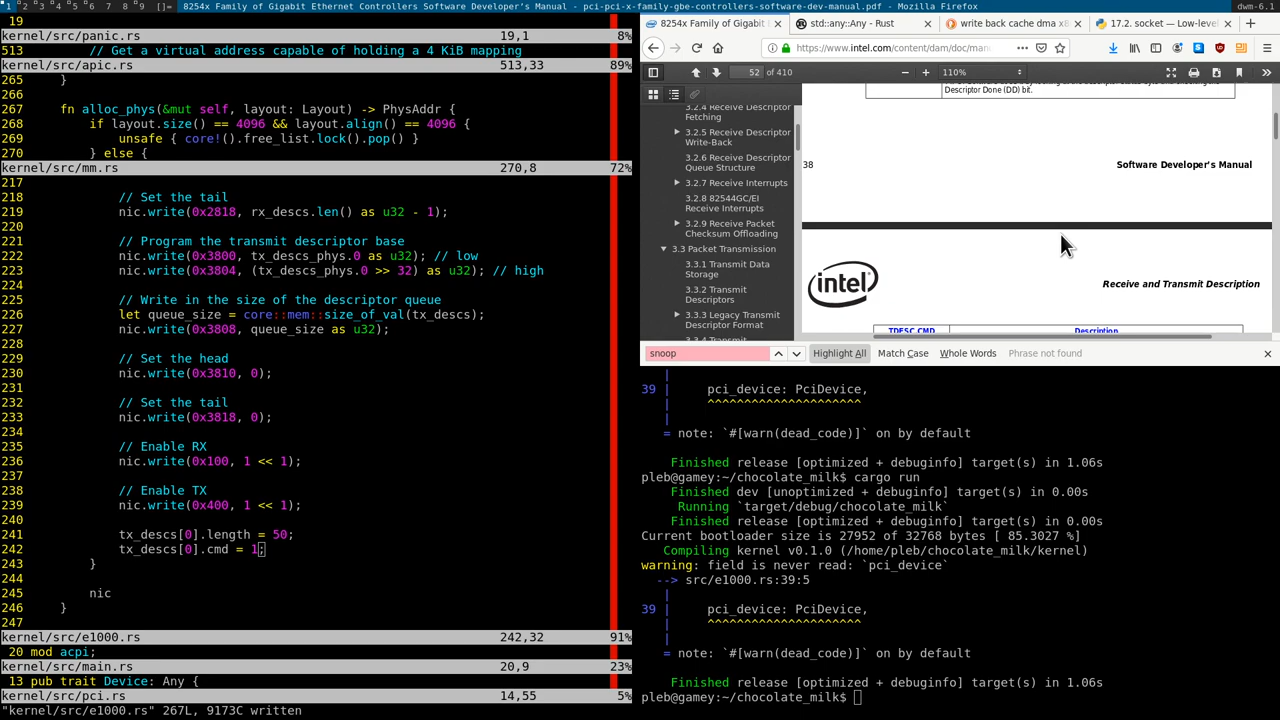 1 2 3 4 5 6 7 8 9 []= 8254x Family of Gigabit Ethernet Controllers Software Developer's Manual - pci-pci-x-family-gbe-controllers-software-dev-manual.pdf - Mozilla Firefox dwm-6.1
19
kernel/src/panic.rs 19,1 8%
513 // Get a virtual address capable of holding a 4 KiB mapping
kernel/src/apic.rs 513,33 89%
265 }
266
267 fn alloc_phys(&mut self, layout: Layout) -> PhysAddr {
268 if layout.size() == 4096 && layout.align() == 4096 {
269 unsafe { core!().free_list.lock().pop() }
270 } else {
kernel/src/mm.rs 270,8 72%
217
218 // Set the tail
219 nic.write(0x2818, rx_descs.len() as u32 - 1);
220
221 // Program the transmit descriptor base
222 nic.write(0x3800, tx_descs_phys.0 as u32); // low
223 nic.write(0x3804, (tx_descs_phys.0 >> 32) as u32); // high
224
225 // Write in the size of the descriptor queue
226 let queue_size = core::mem::size_of_val(tx_descs);
227 nic.write(0x3808, queue_size as u32);
228
229 // Set the head
230 nic.write(0x3810, 0);
231
232 // Set the tail
233 nic.write(0x3818, 0);
234
235 // Enable RX
236 nic.write(0x100, 1 << 1);
237
238 // Enable TX
239 nic.write(0x400, 1 << 1);
240
241 tx_descs[0].length = 50;
242 tx_descs[0].cmd = 1;
243 }
244
245 nic
246 }
247
kernel/src/e1000.rs 242,32 91%
20 mod acpi;
kernel/src/main.rs 20,9 23%
13 pub trait Device: Any {
kernel/src/pci.rs 14,55 5%
"kernel/src/e1000.rs" 267L, 9173C written
8254x Family of Gigabit
std::any::Any - Rust
write back cache dma x8
17.2. socket — Low-level
https://www.intel.com/content/dam/doc/man
52 of 410
110%
3.2.4 Receive Descriptor
Fetching
3.2.5 Receive Descriptor
Write-Back
3.2.6 Receive Descriptor
Queue Structure
3.2.7 Receive Interrupts
3.2.8 82544GC/EI
Receive Interrupts
3.2.9 Receive Packet
Checksum Offloading
3.3 Packet Transmission
3.3.1 Transmit Data
Storage
3.3.2 Transmit
Descriptors
3.3.3 Legacy Transmit
Descriptor Format
3.3.4 Transmit
Descriptor Done (DD) bit.
38 Software Developer's Manual
intel
Receive and Transmit Description
TDESC.CMD Description
snoop Highlight All Match Case Whole Words Phrase not found
|
39 | pci_device: PciDevice,
| ^^^^^^^^^^^^^^^^^^^^^
|
= note: `#[warn(dead_code)]` on by default
Finished release [optimized + debuginfo] target(s) in 1.06s
pleb@gamey:~/chocolate_milk$ cargo run
Finished dev [unoptimized + debuginfo] target(s) in 0.00s
Running `target/debug/chocolate_milk`
Finished release [optimized + debuginfo] target(s) in 0.00s
Current bootloader size is 27952 of 32768 bytes [ 85.3027 %]
Compiling kernel v0.1.0 (/home/pleb/chocolate_milk/kernel)
warning: field is never read: `pci_device`
--> src/e1000.rs:39:5
|
39 | pci_device: PciDevice,
| ^^^^^^^^^^^^^^^^^^^^^
|
= note: `#[warn(dead_code)]` on by default
Finished release [optimized + debuginfo] target(s) in 1.06s
pleb@gamey:~/chocolate_milk$